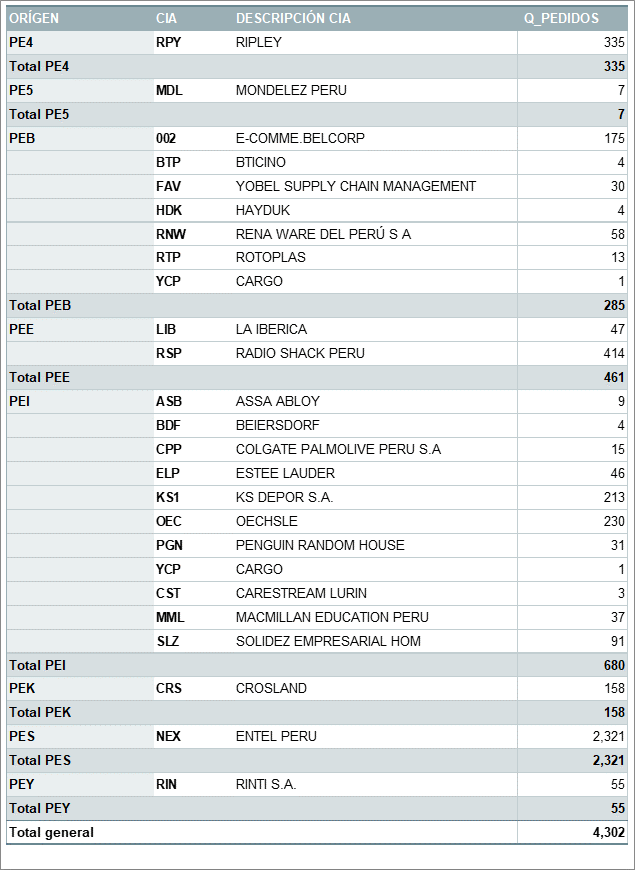 ORÍGEN CIA DESCRIPCIÓN CIA Q_PEDIDOS
PE4 RPY RIPLEY 335
Total PE4 335
PE5 MDL MONDELEZ PERU 7
Total PE5 7
PEB 002 E-COMME.BELCORP 175
BTP BTICINO 4
FAV YOBEL SUPPLY CHAIN MANAGEMENT 30
HDK HAYDUK 4
RNW RENA WARE DEL PERÚ S A 58
RTP ROTOPLAS 13
YCP CARGO 1
Total PEB 285
PEE LIB LA IBERICA 47
RSP RADIO SHACK PERU 414
Total PEE 461
PEI ASB ASSA ABLOY 9
BDF BEIERSDORF 4
CPP COLGATE PALMOLIVE PERU S.A 15
ELP ESTEE LAUDER 46
KS1 KS DEPOR S.A. 213
OEC OECHSLE 230
PGN PENGUIN RANDOM HOUSE 31
YCP CARGO 1
CST CARESTREAM LURIN 3
MML MACMILLAN EDUCATION PERU 37
SLZ SOLIDEZ EMPRESARIAL HOM 91
Total PEI 680
PEK CRS CROSLAND 158
Total PEK 158
PES NEX ENTEL PERU 2,321
Total PES 2,321
PEY RIN RINTI S.A. 55
Total PEY 55
Total general 4,302